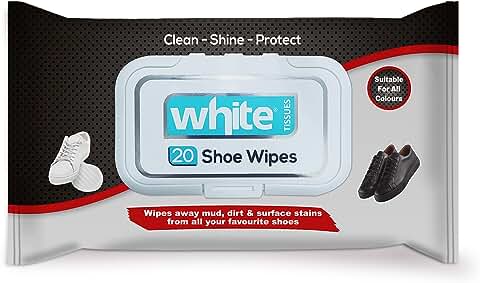 Clean - Shine - Protect
white®
TISSUES
20 Shoe Wipes
Suitable
For All
Colours
Wipes away mud, dirt & surface stains
from all your favourite shoes